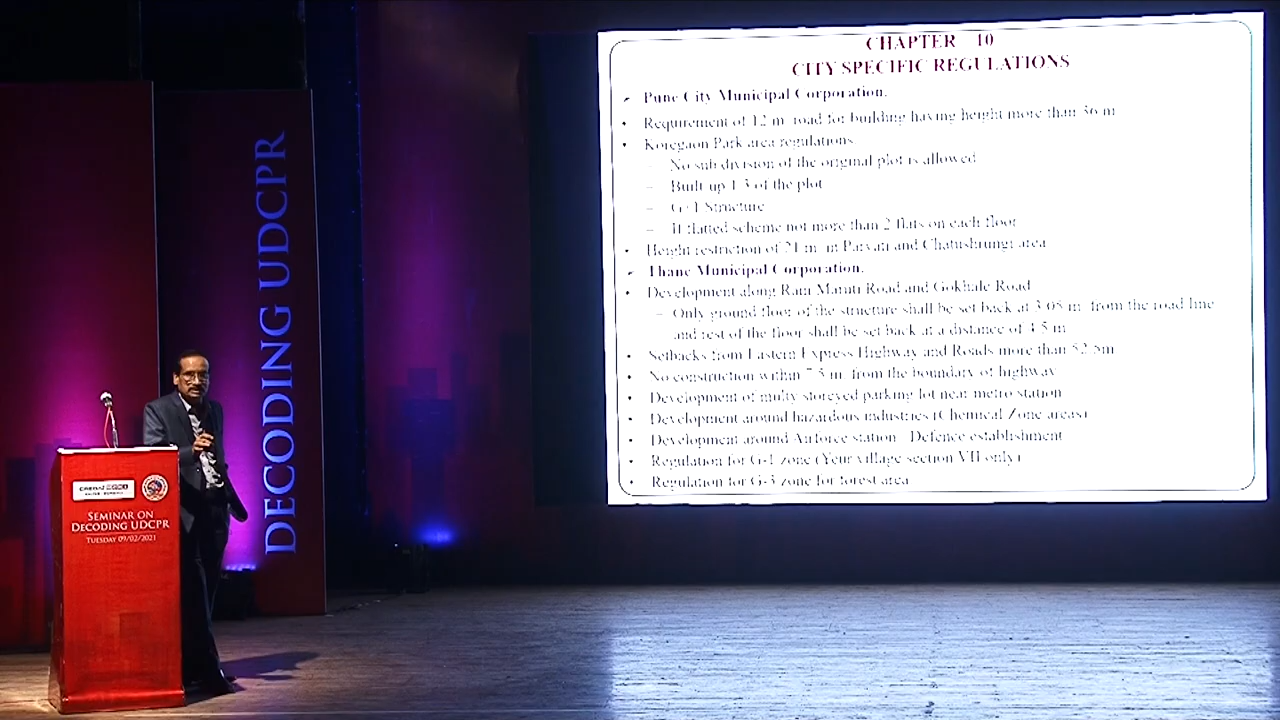 CHAPTER 10
CITY SPECIFIC REGULATIONS
Pune City Municipal Corporation.
Requirement of 12 m road for building having height more than 36 m
Koregaon Park area regulations
No sub division of the original plot is allowed
Built up 1/3 of the plot
G+1 Structure
If flatted scheme not more than 2 flats on each floor
Height restriction of 21 m in Parvati and Chatushrungi area
Thane Municipal Corporation.
Development along Ram Maruti Road and Gokhale Road
Only ground floor of the structure shall be set back at 3.05 m from the road line
and rest of the floor shall be set back at a distance of 4.5 m
Setbacks from Eastern Express Highway and Roads more than 52.5m
No construction within 7.5 m from the boundary of highway
Development of multy storeyed parking lot near metro station
Development around hazardous industries (Chemical Zone areas)
Development around Airforce station Defence establishment
Regulation for G-1 zone (Yeur village section VII only)
Regulation for G-3 Zone for forest area
DECODING UDCPR
SEMINAR ON
DECODING UDCPR
TUESDAY 09/02/2021